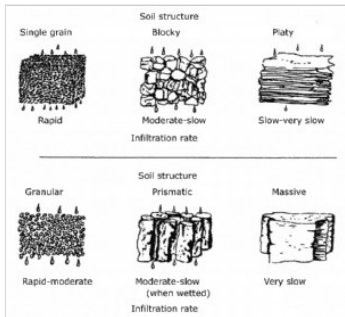 Soil structure
Single grain Blocky Platy
Rapid Moderate-slow Slow-very slow
Infiltration rate
Soil structure
Granular Prismatic Massive
Rapid-moderate Moderate-slow Very slow
(when wetted)
Infiltration rate